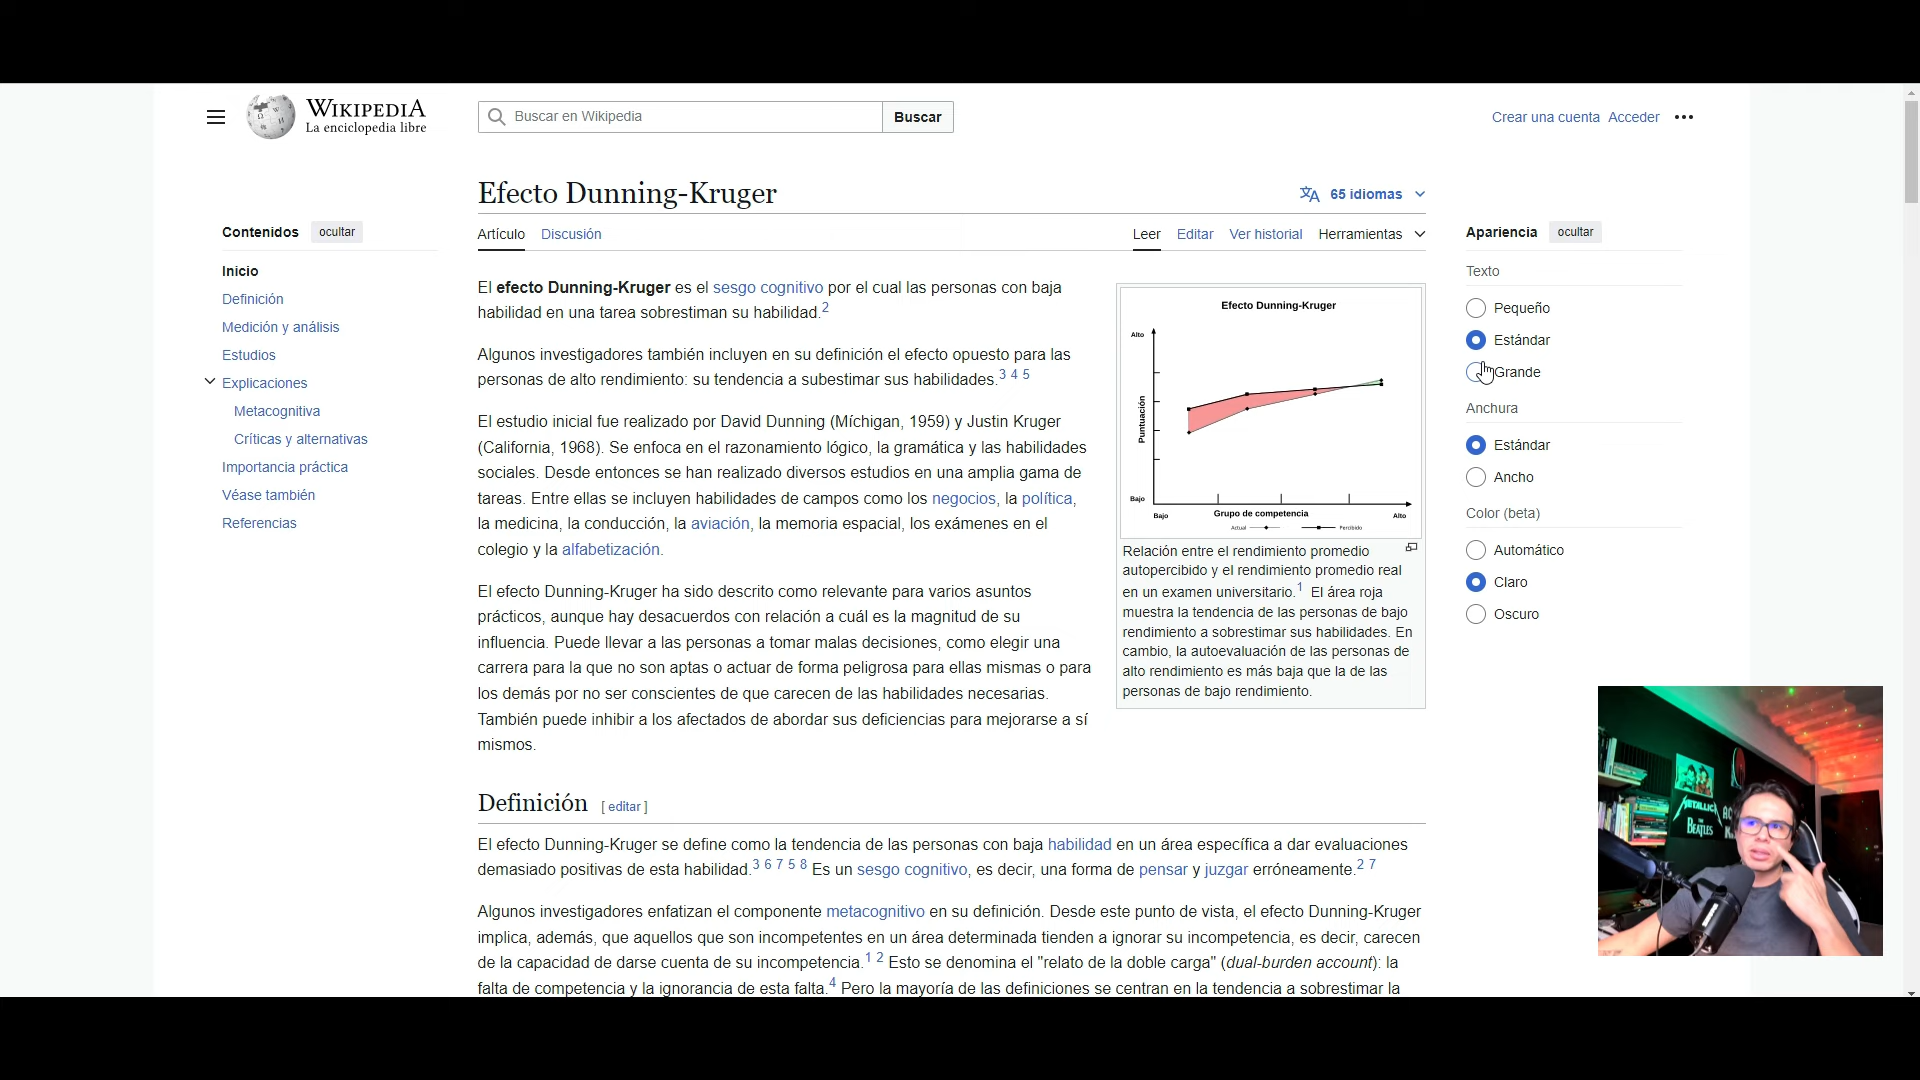 WIKIPEDIA
La enciclopedia libre
Buscar en Wikipedia
Buscar
Crear una cuenta Acceder
Efecto Dunning-Kruger
65 idiomas
Artículo Discusión
Leer Editar Ver historial Herramientas
Contenidos ocultar
Inicio
Definición
Medición y análisis
Estudios
Explicaciones
Metacognitiva
Críticas y alternativas
Importancia práctica
Véase también
Referencias
El efecto Dunning-Kruger es el sesgo cognitivo por el cual las personas con baja
habilidad en una tarea sobrestiman su habilidad.2
Algunos investigadores también incluyen en su definición el efecto opuesto para las
personas de alto rendimiento: su tendencia a subestimar sus habilidades.3 4 5
El estudio inicial fue realizado por David Dunning (Míchigan, 1959) y Justin Kruger
(California, 1968). Se enfoca en el razonamiento lógico, la gramática y las habilidades
sociales. Desde entonces se han realizado diversos estudios en una amplia gama de
tareas. Entre ellas se incluyen habilidades de campos como los negocios, la política,
la medicina, la conducción, la aviación, la memoria espacial, los exámenes en el
colegio y la alfabetización.
El efecto Dunning-Kruger ha sido descrito como relevante para varios asuntos
prácticos, aunque hay desacuerdos con relación a cuál es la magnitud de su
influencia. Puede llevar a las personas a tomar malas decisiones, como elegir una
carrera para la que no son aptas o actuar de forma peligrosa para ellas mismas o para
los demás por no ser conscientes de que carecen de las habilidades necesarias.
También puede inhibir a los afectados de abordar sus deficiencias para mejorarse a sí
mismos.
Efecto Dunning-Kruger
Alto
Puntuación
Bajo
Bajo
Grupo de competencia
Alto
Actual
Percibido
Relación entre el rendimiento promedio
autopercibido y el rendimiento promedio real
en un examen universitario.1 El área roja
muestra la tendencia de las personas de bajo
rendimiento a sobrestimar sus habilidades. En
cambio, la autoevaluación de las personas de
alto rendimiento es más baja que la de las
personas de bajo rendimiento.
Definición [ editar ]
El efecto Dunning-Kruger se define como la tendencia de las personas con baja habilidad en un área específica a dar evaluaciones
demasiado positivas de esta habilidad.3 6 7 5 8 Es un sesgo cognitivo, es decir, una forma de pensar y juzgar erróneamente.2 7
Algunos investigadores enfatizan el componente metacognitivo en su definición. Desde este punto de vista, el efecto Dunning-Kruger
implica, además, que aquellos que son incompetentes en un área determinada tienden a ignorar su incompetencia, es decir, carecen
de la capacidad de darse cuenta de su incompetencia.1 2 Esto se denomina el "relato de la doble carga" (dual-burden account): la
falta de competencia y la ignorancia de esta falta.4 Pero la mayoría de las definiciones se centran en la tendencia a sobrestimar la
Apariencia ocultar
Texto
Pequeño
Estándar
Grande
Anchura
Estándar
Ancho
Color (beta)
Automático
Claro
Oscuro
METALLICA
THE
BEATLES